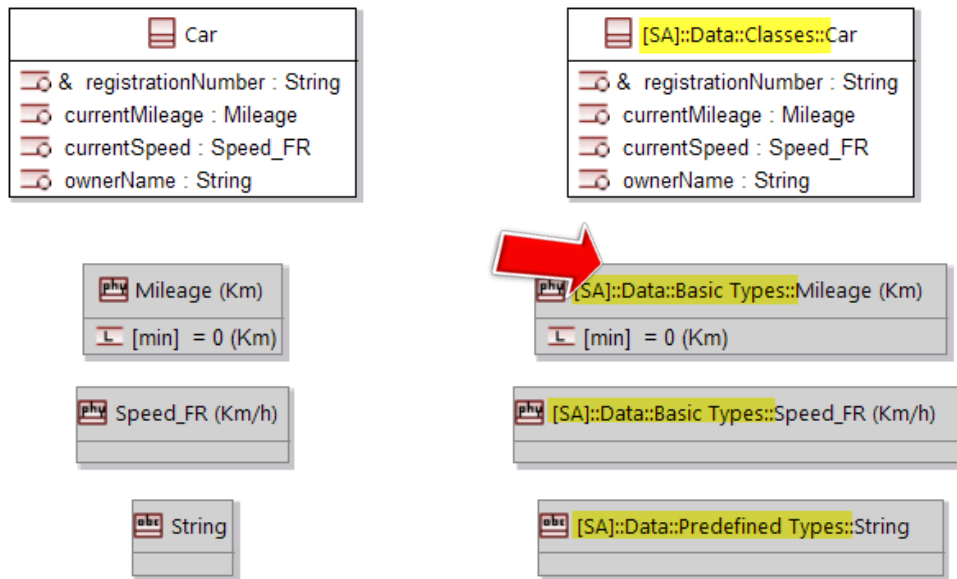 Car
& registrationNumber : String
currentMileage : Mileage
currentSpeed : Speed_FR
ownerName : String
phy Mileage (Km)
L [min] = 0 (Km)
phy Speed_FR (Km/h)
abc String
[SA]::Data::Classes::Car
& registrationNumber : String
currentMileage : Mileage
currentSpeed : Speed_FR
ownerName : String
phy [SA]::Data::Basic Types::Mileage (Km)
L [min] = 0 (Km)
phy [SA]::Data::Basic Types::Speed_FR (Km/h)
abc [SA]::Data::Predefined Types::String